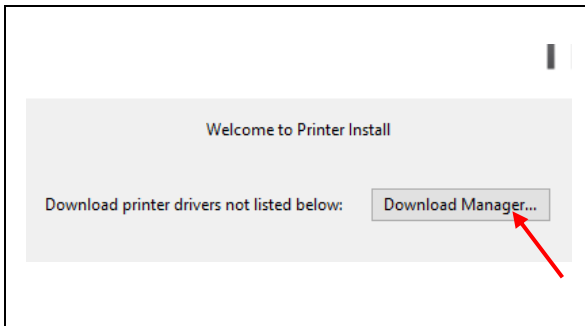 Welcome to Printer Install
Download printer drivers not listed below: Download Manager...